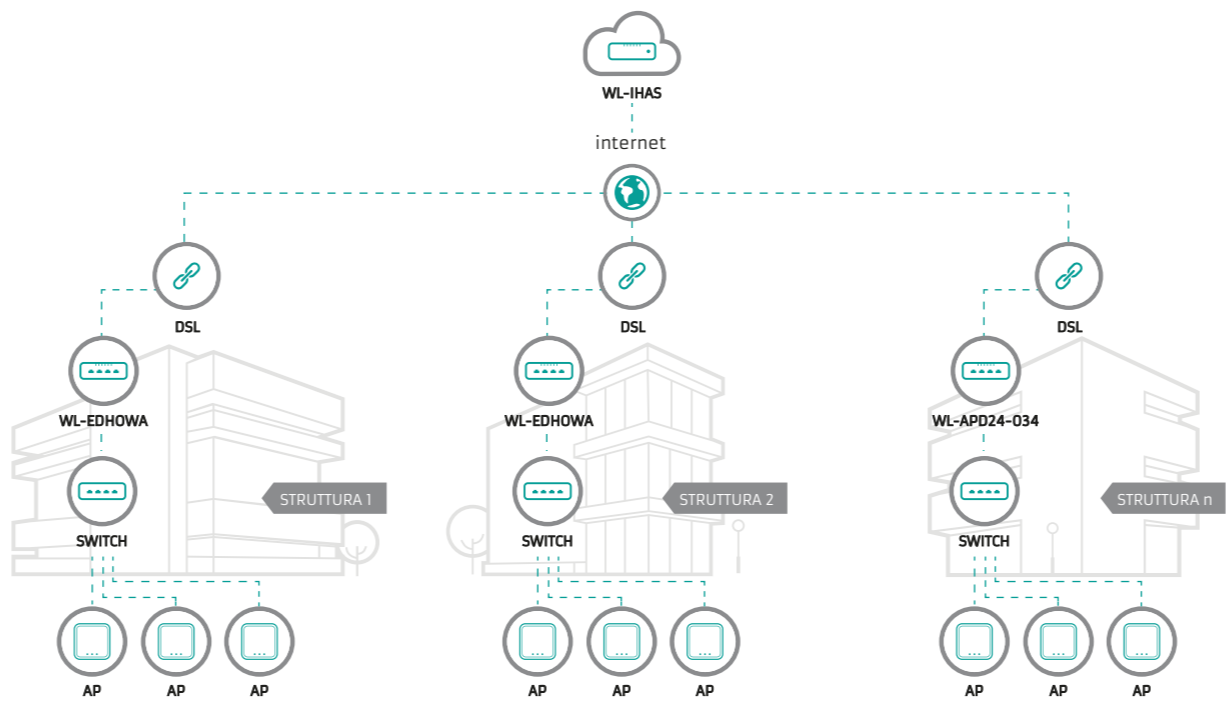 WL-IHAS
internet
DSL
DSL
DSL
WL-EDHOWA
WL-EDHOWA
WL-APD24-034
STRUTTURA 1
STRUTTURA 2
STRUTTURA n
SWITCH
SWITCH
SWITCH
AP
AP
AP
AP
AP
AP
AP
AP
AP